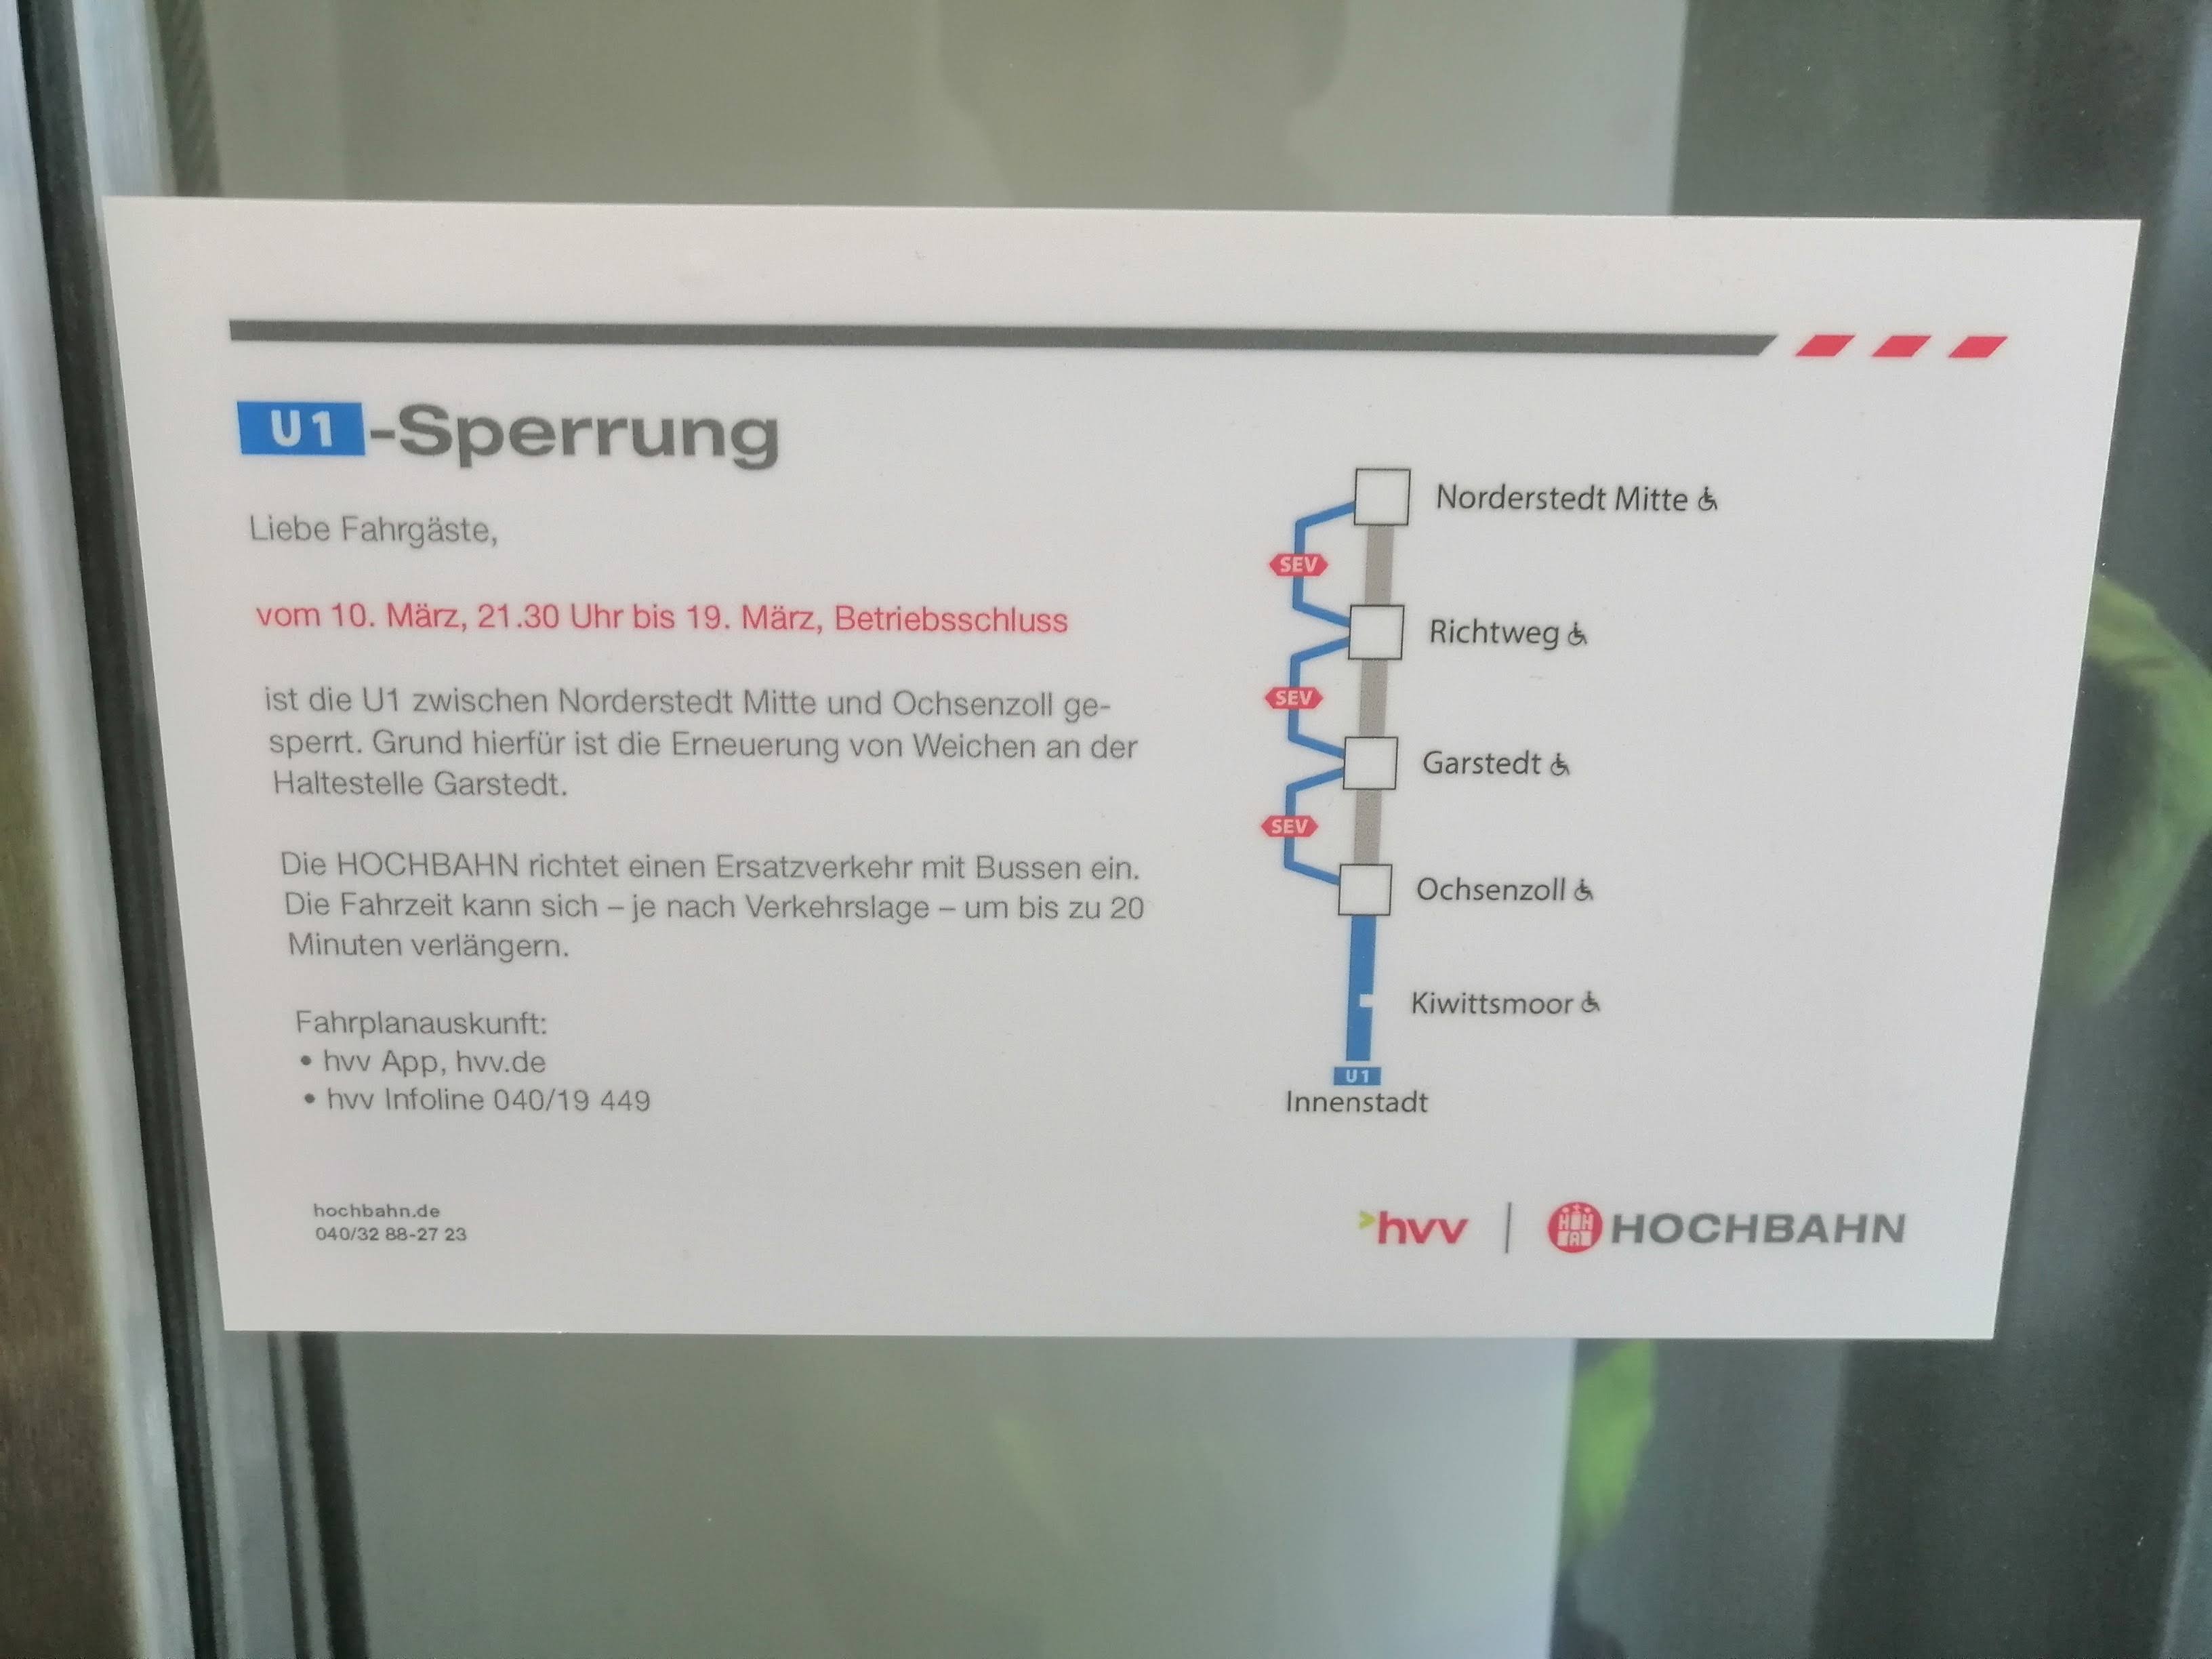 U1-Sperrung
Liebe Fahrgäste,
vom 10. März, 21.30 Uhr bis 19. März, Betriebsschluss
ist die U1 zwischen Norderstedt Mitte und Ochsenzoll ge-
sperrt. Grund hierfür ist die Erneuerung von Weichen an der
Haltestelle Garstedt.
Die HOCHBAHN richtet einen Ersatzverkehr mit Bussen ein.
Die Fahrzeit kann sich – je nach Verkehrslage – um bis zu 20
Minuten verlängern.
Fahrplanauskunft:
• hvv App, hvv.de
• hvv Infoline 040/19 449
hochbahn.de
040/32 88-27 23
Norderstedt Mitte
SEV
Richtweg
SEV
Garstedt
SEV
Ochsenzoll
Kiwittsmoor
U1
Innenstadt
hvv | HHA HOCHBAHN